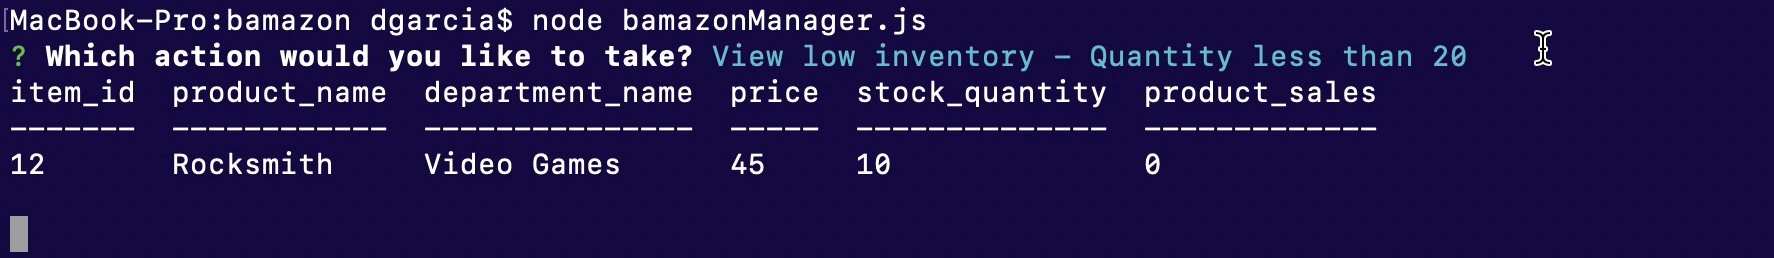 [MacBook-Pro:bamazon dgarcia$ node bamazonManager.js
? Which action would you like to take? View low inventory - Quantity less than 20
item_id  product_name  department_name  price  stock_quantity  product_sales
-------  ------------  ---------------  -----  --------------  -------------
12       Rocksmith     Video Games      45     10              0